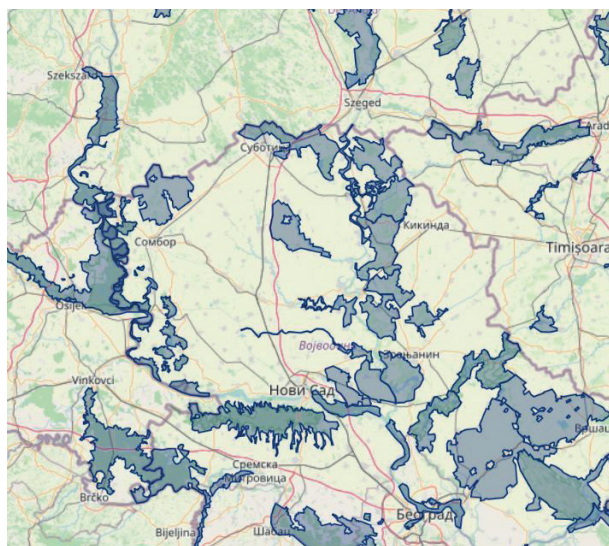 Szekszárd
Szeged
Суботица
Arad
Сомбор
Кикинда
Timișoara
Osijek
Војводина
Зрењанин
Vinkovci
Нови Сад
Вршац
Сремска
Митровица
Brčko
Београд
Bijeljina
Шабац